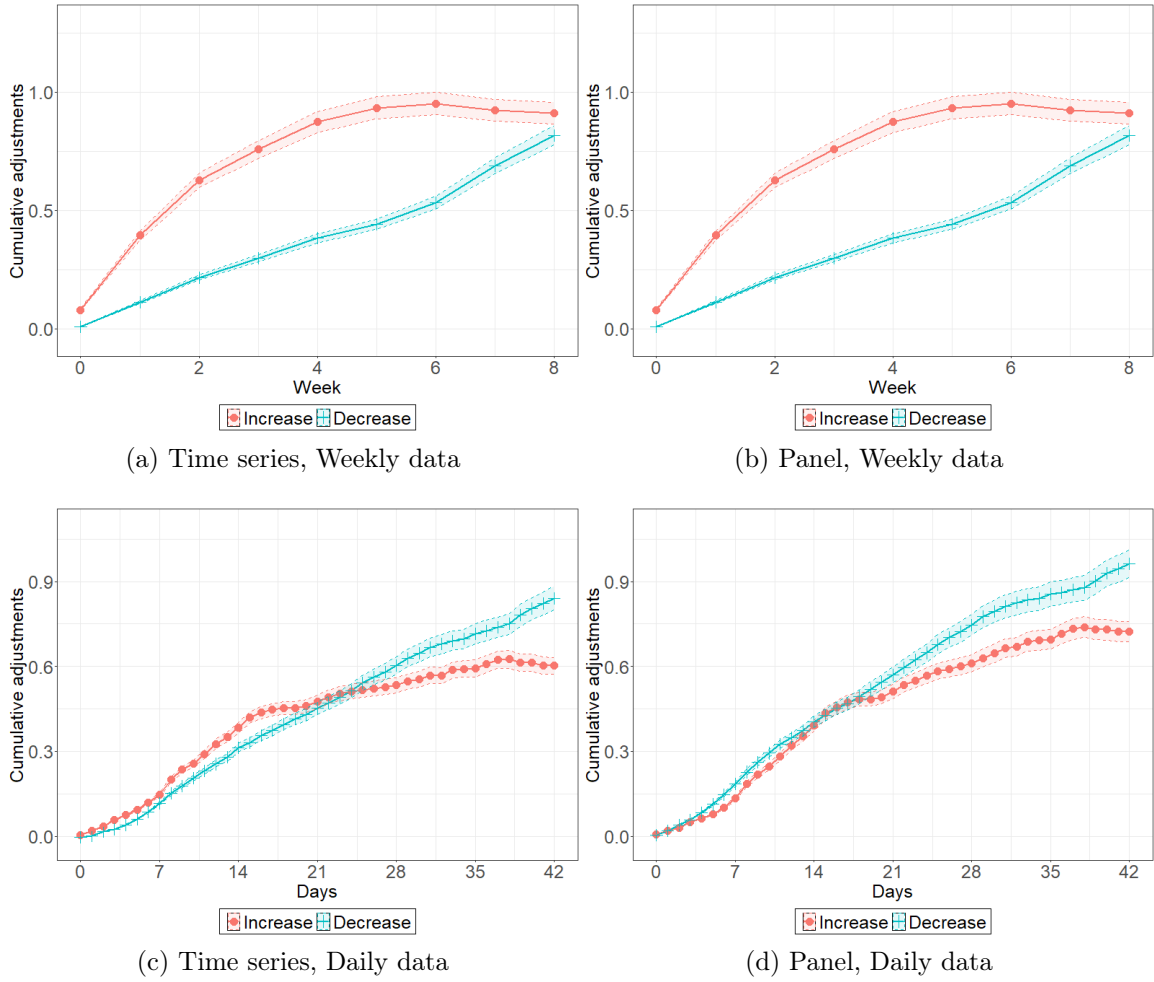 Cumulative adjustments
1.0
0.5
0.0
0 2 4 6 8
Week
Increase Decrease
(a) Time series, Weekly data
Cumulative adjustments
1.0
0.5
0.0
0 2 4 6 8
Week
Increase Decrease
(b) Panel, Weekly data
Cumulative adjustments
0.9
0.6
0.3
0.0
0 7 14 21 28 35 42
Days
Increase Decrease
(c) Time series, Daily data
Cumulative adjustments
0.9
0.6
0.3
0.0
0 7 14 21 28 35 42
Days
Increase Decrease
(d) Panel, Daily data